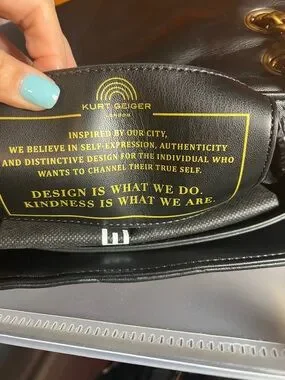 KURT GEIGER
LONDON
INSPIRED BY OUR CITY,
WE BELIEVE IN SELF-EXPRESSION, AUTHENTICITY
AND DISTINCTIVE DESIGN FOR THE INDIVIDUAL WHO
WANTS TO CHANNEL THEIR TRUE SELF.
DESIGN IS WHAT WE DO.
KINDNESS IS WHAT WE ARE.